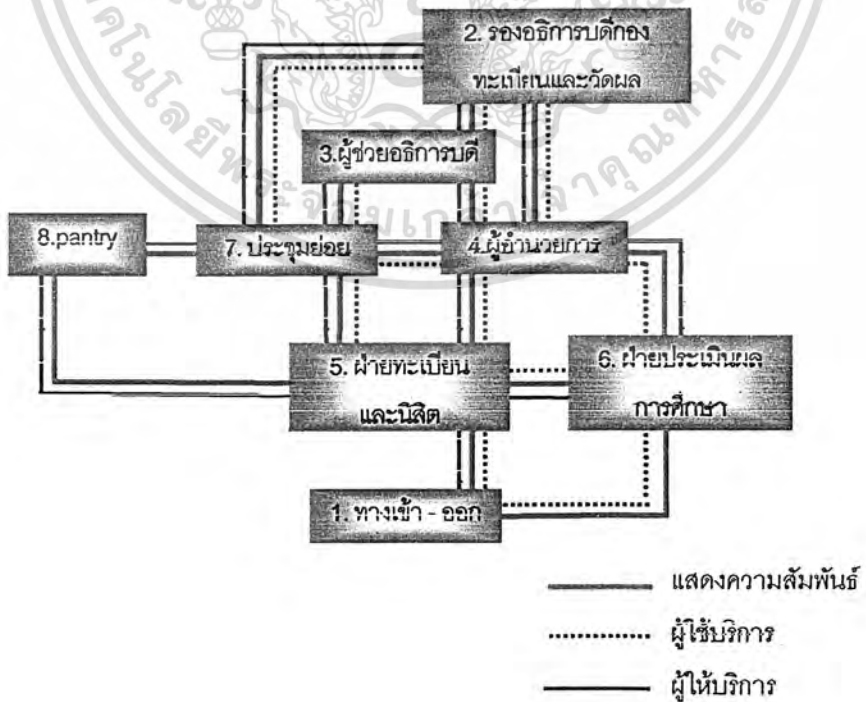 2. รองอธิการบดีกอง
ทะเบียนและวัดผล
3.ผู้ช่วยอธิการบดี
8.pantry
7. ประชุมย่อย
4.ผู้อำนวยการ
5. ฝ่ายทะเบียน
และนิสิต
6. ฝ่ายประเมินผล
การศึกษา
1. ทางเข้า - ออก
แสดงความสัมพันธ์
ผู้ใช้บริการ
ผู้ให้บริการ